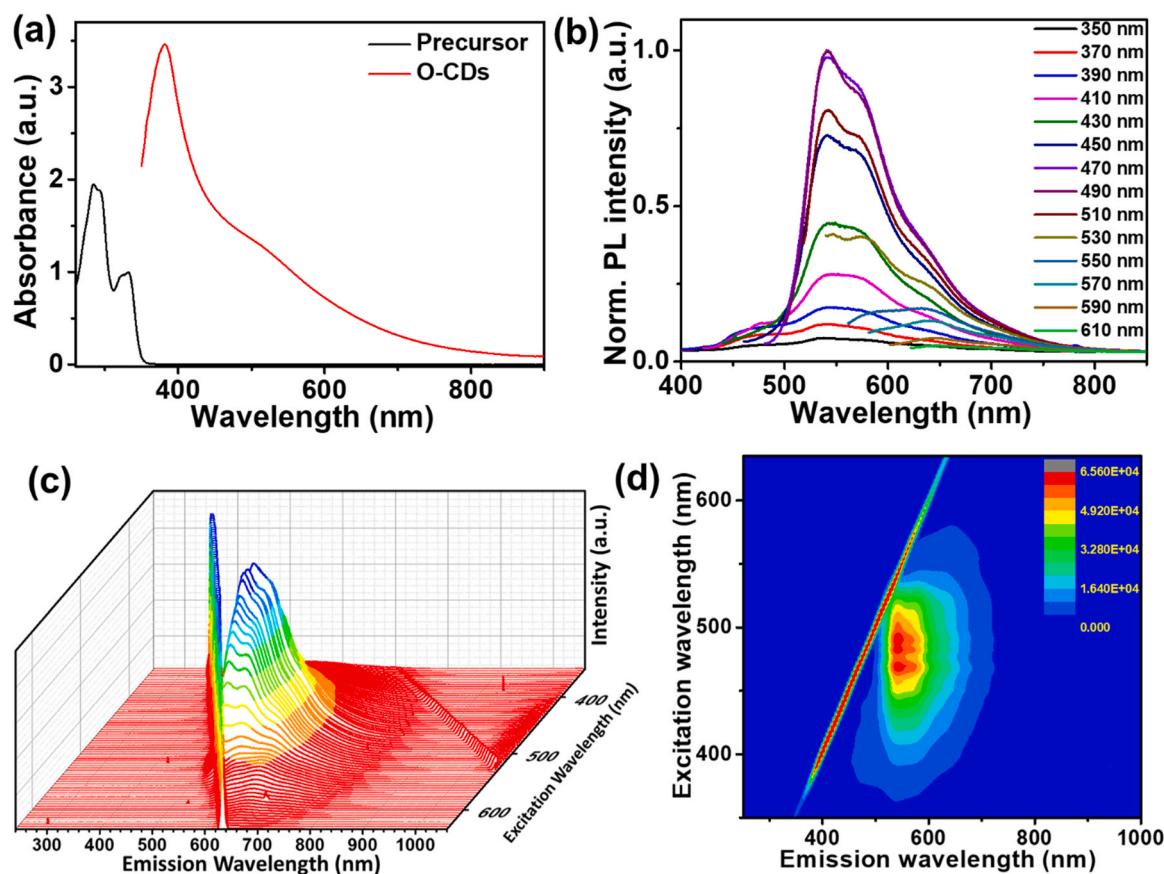 (a)
Precursor
O-CDs
Absorbance (a.u.)
3
2
1
0
400
600
800
Wavelength (nm)
(b)
Norm. PL intensity (a.u.)
1.0
0.5
0.0
400
500
600
700
800
Wavelength (nm)
350 nm
370 nm
390 nm
410 nm
430 nm
450 nm
470 nm
490 nm
510 nm
530 nm
550 nm
570 nm
590 nm
610 nm
(c)
Intensity (a.u.)
400
500
600
Excitation Wavelength (nm)
300
400
500
600
700
800
900
1000
Emission Wavelength (nm)
(d)
Excitation wavelength (nm)
600
500
400
400
600
800
1000
Emission wavelength (nm)
6.560E+04
4.920E+04
3.280E+04
1.640E+04
0.000